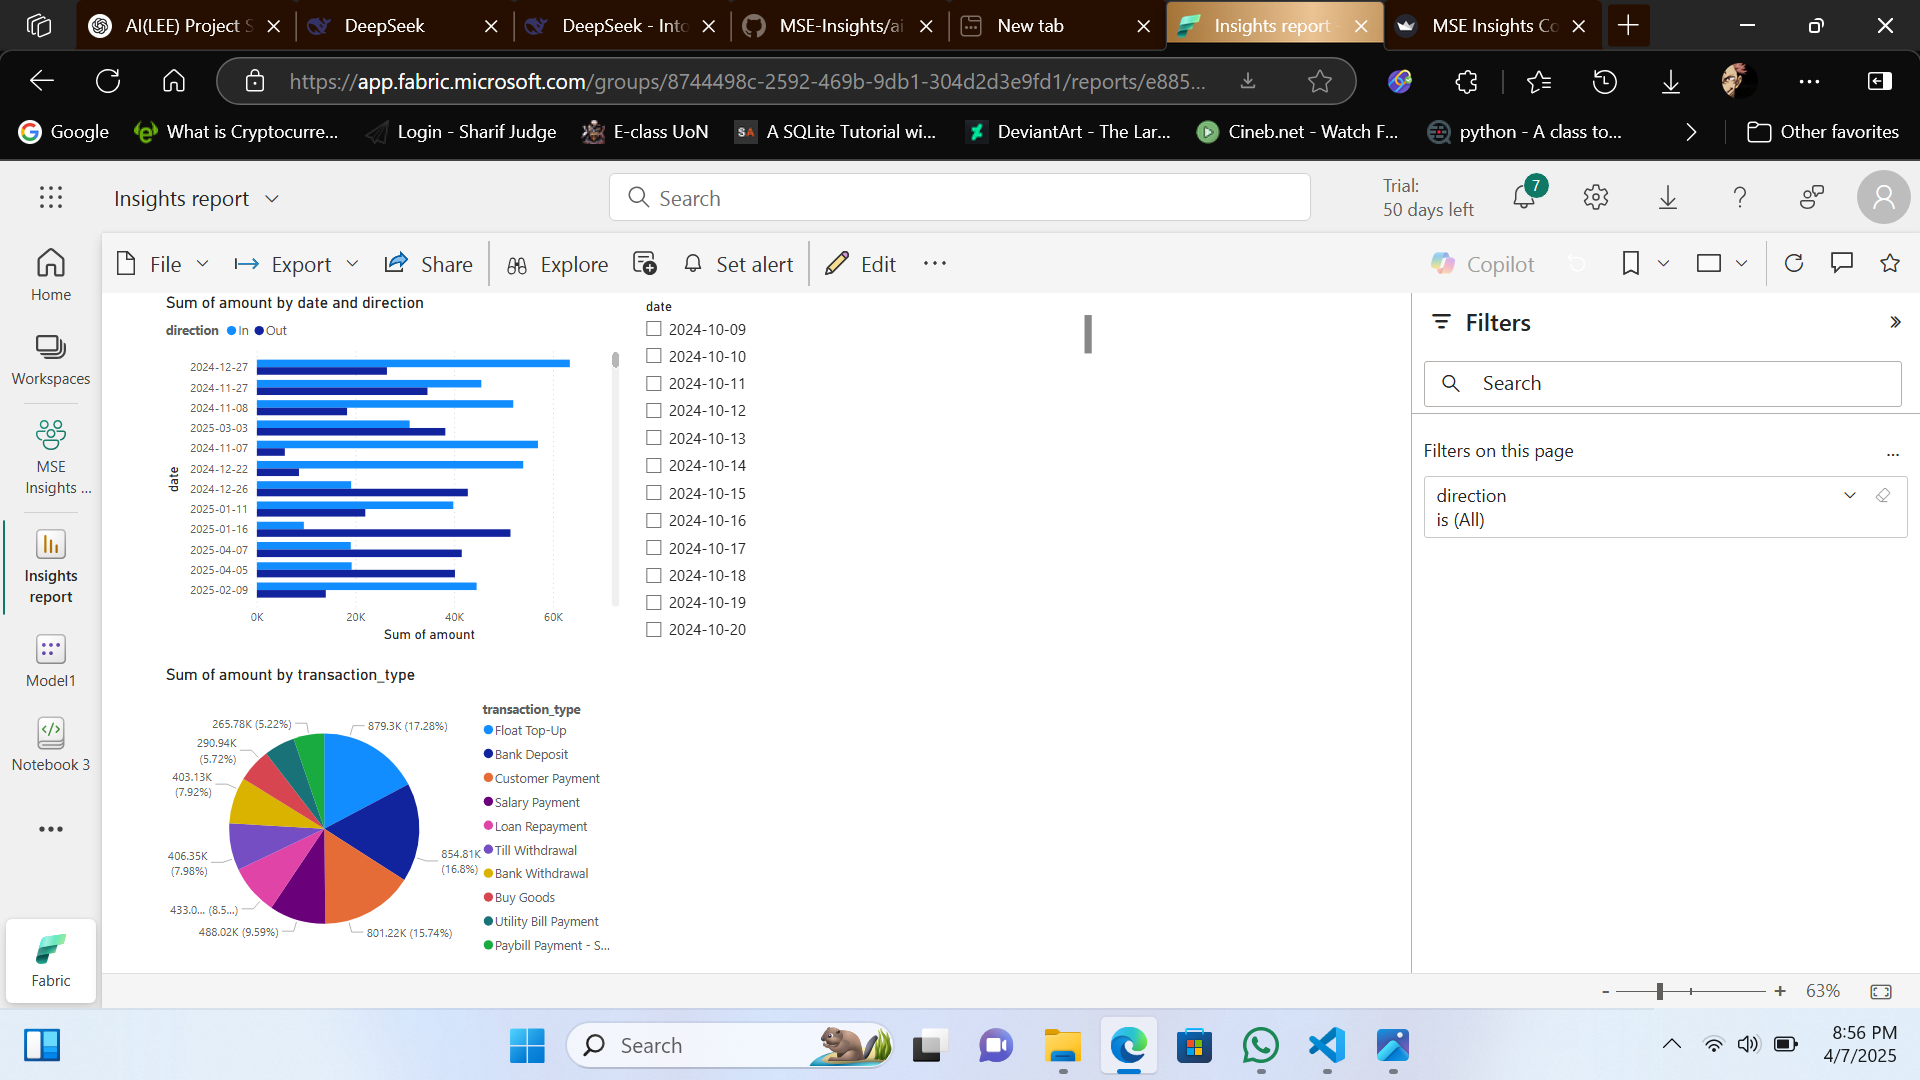 AI(LEE) Project S
DeepSeek
DeepSeek - Into
MSE-Insights/ai
New tab
Insights report
MSE Insights Co
https://app.fabric.microsoft.com/groups/8744498c-2592-469b-9db1-304d2d3e9fd1/reports/e885...
Google
What is Cryptocurre...
Login - Sharif Judge
E-class UoN
SA
A SQLite Tutorial wi...
DeviantArt - The Lar...
Cineb.net - Watch F...
python - A class to...
Other favorites
Insights report
Search
Trial:
50 days left
7
File
Export
Share
Explore
Set alert
Edit
Copilot
Home
Workspaces
MSE
Insights ...
Insights
report
Model1
Notebook 3
Fabric
Sum of amount by date and direction
direction In Out
date
2024-12-27
2024-11-27
2024-11-08
2025-03-03
2024-11-07
2024-12-22
2024-12-26
2025-01-11
2025-01-16
2025-04-07
2025-04-05
2025-02-09
0K 20K 40K 60K
Sum of amount
date
2024-10-09
2024-10-10
2024-10-11
2024-10-12
2024-10-13
2024-10-14
2024-10-15
2024-10-16
2024-10-17
2024-10-18
2024-10-19
2024-10-20
Sum of amount by transaction_type
265.78K (5.22%)
879.3K (17.28%)
290.94K
(5.72%)
403.13K
(7.92%)
406.35K
(7.98%)
854.81K
(16.8%)
433.0... (8.5...)
488.02K (9.59%)
801.22K (15.74%)
transaction_type
Float Top-Up
Bank Deposit
Customer Payment
Salary Payment
Loan Repayment
Till Withdrawal
Bank Withdrawal
Buy Goods
Utility Bill Payment
Paybill Payment - S...
Filters
Search
Filters on this page
direction
is (All)
- + 63%
Search
8:56 PM
4/7/2025